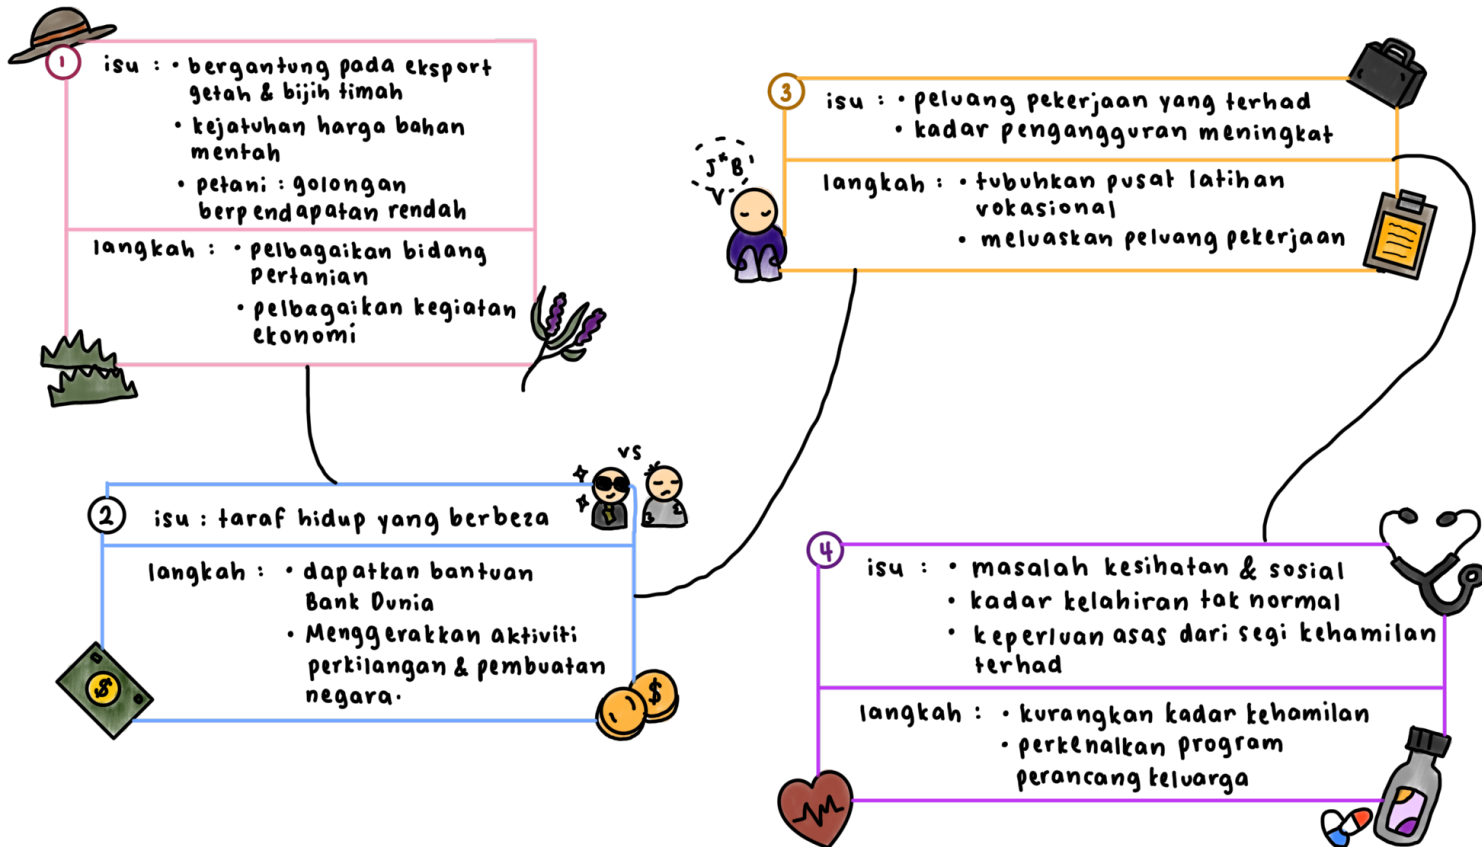 1
isu : • bergantung pada eksport
getah & bijih timah
• kejatuhan harga bahan
mentah
• petani : golongan
berpendapatan rendah
langkah : • pelbagaikan bidang
pertanian
• pelbagaikan kegiatan
ekonomi
vs
2
isu : taraf hidup yang berbeza
langkah : • dapatkan bantuan
Bank Dunia
• Menggerakkan aktiviti
perkilangan & pembuatan
negara.
$
$
3
isu : • peluang pekerjaan yang terhad
• kadar pengangguran meningkat
J*B
langkah : • tubuhkan pusat latihan
vokasional
• meluaskan peluang pekerjaan
4
isu : • masalah kesihatan & sosial
• kadar kelahiran tak normal
• keperluan asas dari segi kehamilan
terhad
langkah : • kurangkan kadar kehamilan
• perkenalkan program
perancang keluarga